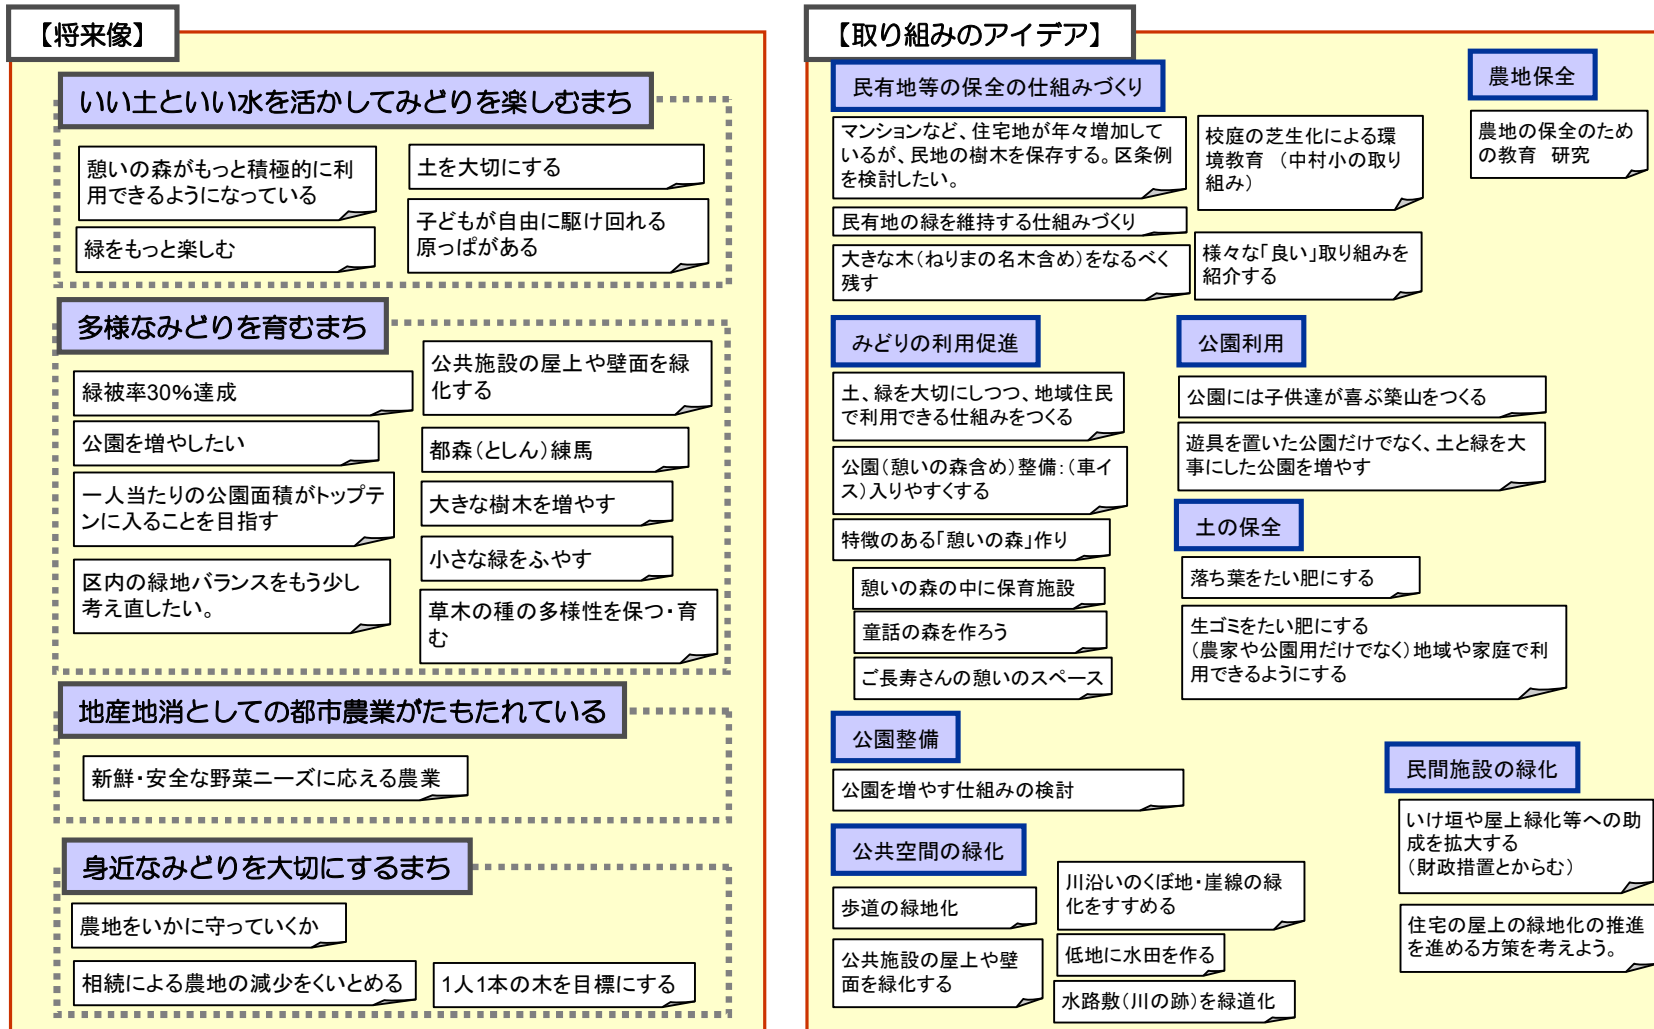 【将来像】
いい土といい水を活かしてみどりを楽しむまち
憩いの森がもっと積極的に利
用できるようになっている
土を大切にする
緑をもっと楽しむ
子どもが自由に駆け回れる
原っぱがある
多様なみどりを育むまち
緑被率30%達成
公園を増やしたい
一人当たりの公園面積がトップテ
ンに入ることを目指す
区内の緑地バランスをもう少し
考え直したい。
公共施設の屋上や壁面を緑
化する
都森（としん）練馬
大きな樹木を増やす
小さな緑をふやす
草木の種の多様性を保つ・育
む
地産地消としての都市農業がたもたれている
新鮮・安全な野菜ニーズに応える農業
身近なみどりを大切にするまち
農地をいかに守っていくか
相続による農地の減少をくいとめる
1人1本の木を目標にする
【取り組みのアイデア】
民有地等の保全の仕組みづくり
マンションなど、住宅地が年々増加して
いるが、民地の樹木を保存する。区条例
を検討したい。
民有地の緑を維持する仕組みづくり
大きな木（ねりまの名木含め）をなるべく
残す
校庭の芝生化による環
境教育　（中村小の取り
組み）
様々な「良い」取り組みを
紹介する
農地保全
農地の保全のため
の教育　研究
みどりの利用促進
土、緑を大切にしつつ、地域住民
で利用できる仕組みをつくる
公園（憩いの森含め）整備：（車イ
ス）入りやすくする
特徴のある「憩いの森」作り
憩いの森の中に保育施設
童話の森を作ろう
ご長寿さんの憩いのスペース
公園利用
公園には子供達が喜ぶ築山をつくる
遊具を置いた公園だけでなく、土と緑を大
事にした公園を増やす
土の保全
落ち葉をたい肥にする
生ゴミをたい肥にする
（農家や公園用だけでなく）地域や家庭で利
用できるようにする
公園整備
公園を増やす仕組みの検討
公共空間の緑化
歩道の緑地化
公共施設の屋上や壁
面を緑化する
川沿いのくぼ地・崖線の緑
化をすすめる
低地に水田を作る
水路敷（川の跡）を緑道化
民間施設の緑化
いけ垣や屋上緑化等への助
成を拡大する
（財政措置とからむ）
住宅の屋上の緑地化の推進
を進める方策を考えよう。